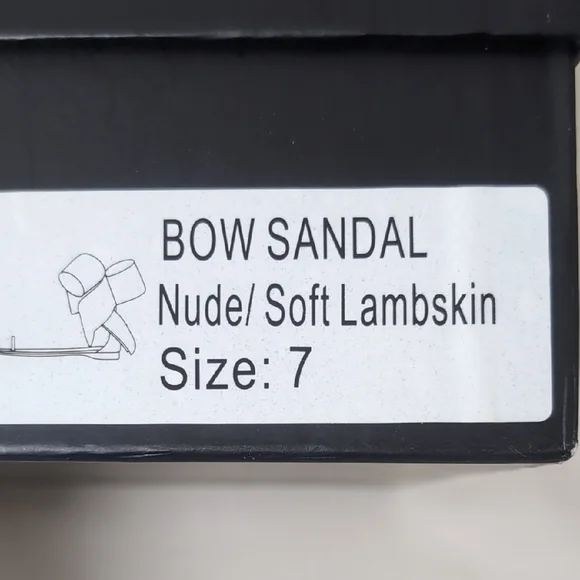 BOW SANDAL
Nude/ Soft Lambskin
Size: 7